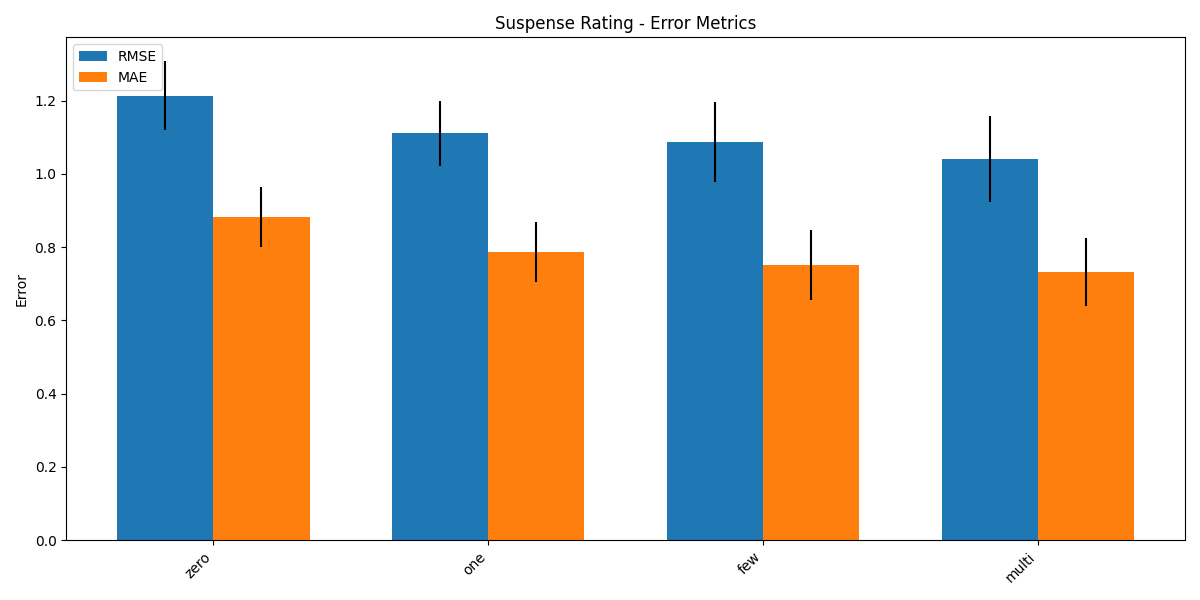 Suspense Rating - Error Metrics
RMSE
MAE
Error
1.2
1.0
0.8
0.6
0.4
0.2
0.0
zero
one
few
multi